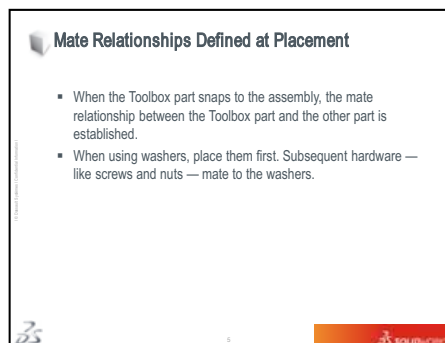 Mate Relationships Defined at Placement
▪ When the Toolbox part snaps to the assembly, the mate
relationship between the Toolbox part and the other part is
established.
▪ When using washers, place them first. Subsequent hardware —
like screws and nuts — mate to the washers.
5